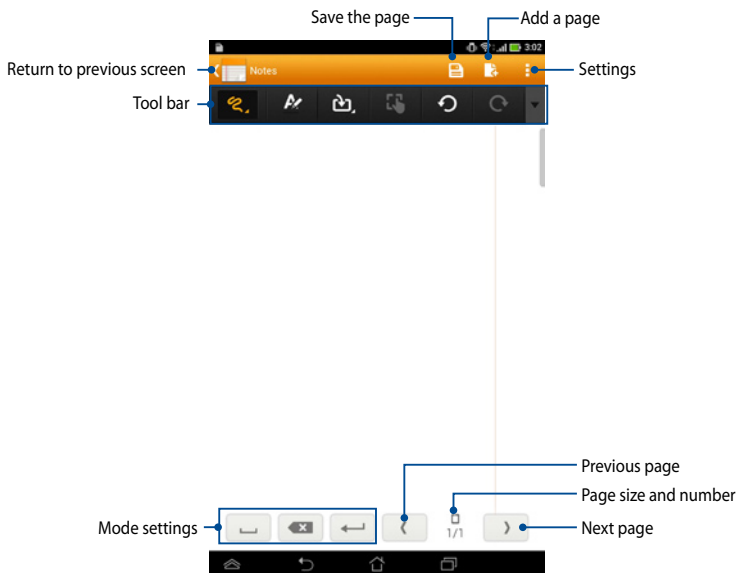 Save the page
Add a page
3:02
Return to previous screen
Notes
Settings
Tool bar
Previous page
Page size and number
Mode settings
1/1
Next page